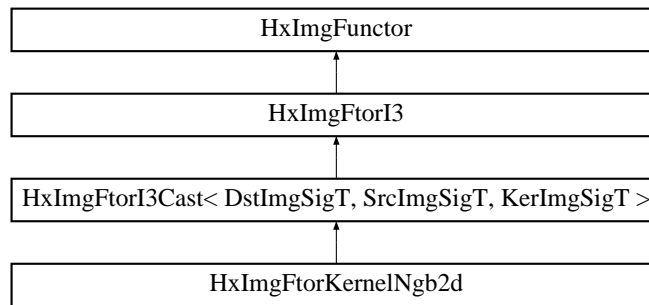 HxImgFunctor
HxImgFtorI3
HxImgFtorI3Cast< DstImgSigT, SrcImgSigT, KerImgSigT >
HxImgFtorKernelNgb2d